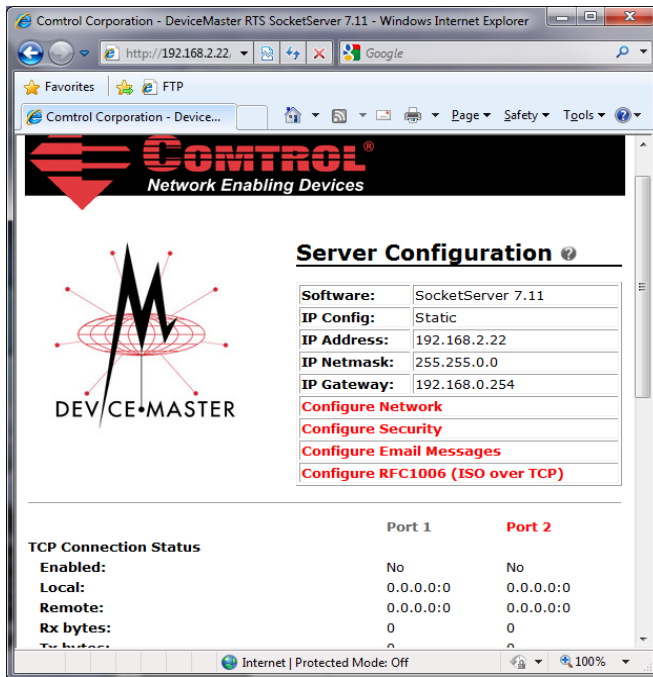 Comtrol Corporation - DeviceMaster RTS SocketServer 7.11 - Windows Internet Explorer
http://192.168.2.22/
Google
Favorites FTP
Comtrol Corporation - Device... Page Safety Tools
COMTROL®
Network Enabling Devices
Server Configuration ?
DEVICE•MASTER
Software: SocketServer 7.11
IP Config: Static
IP Address: 192.168.2.22
IP Netmask: 255.255.0.0
IP Gateway: 192.168.0.254
Configure Network
Configure Security
Configure Email Messages
Configure RFC1006 (ISO over TCP)
Port 1 Port 2
TCP Connection Status
Enabled: No No
Local: 0.0.0.0:0 0.0.0.0:0
Remote: 0.0.0.0:0 0.0.0.0:0
Rx bytes: 0 0
Tx bytes: 0 0
Internet | Protected Mode: Off 100%